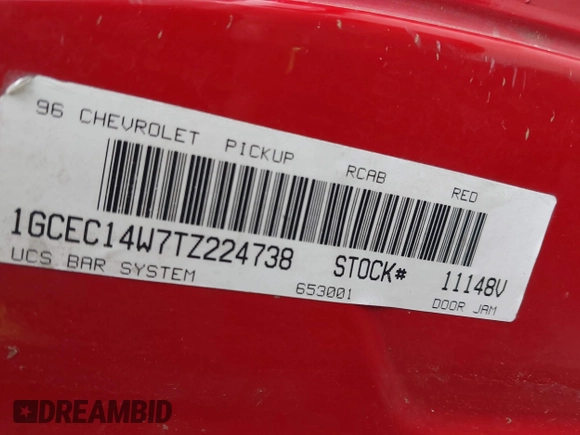 96 CHEVROLET PICKUP RCAB RED
1GCEC14W7TZ224738 STOCK# 11148V
UCS BAR SYSTEM 653001 DOOR JAM
DREAMBID